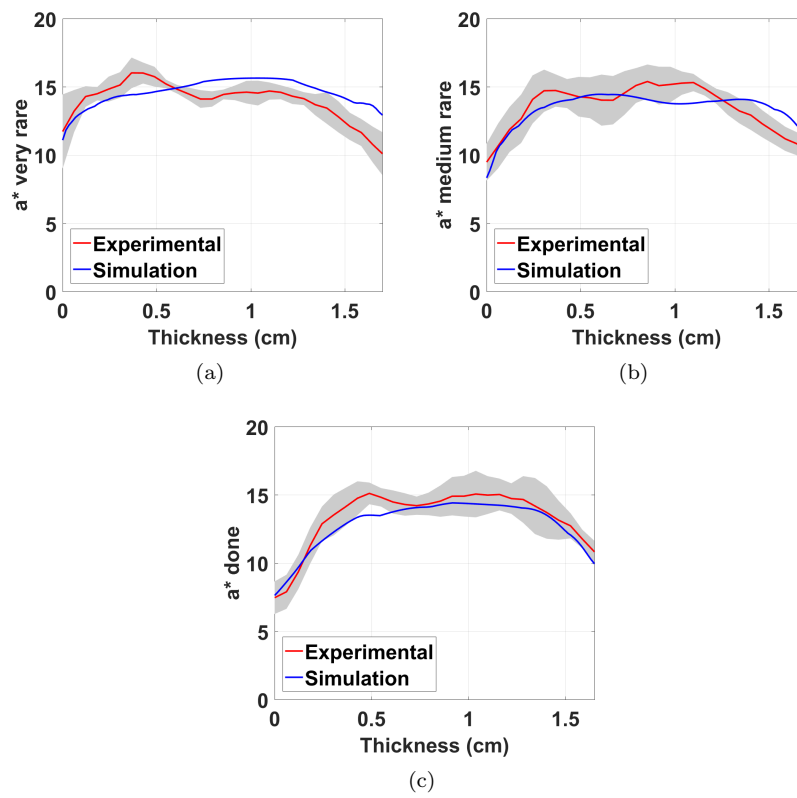 20
15
10
5
0
a* very rare
Experimental
Simulation
0 0.5 1 1.5
Thickness (cm)
(a)
20
15
10
5
0
a* medium rare
Experimental
Simulation
0 0.5 1 1.5
Thickness (cm)
(b)
20
15
10
5
0
a* done
Experimental
Simulation
0 0.5 1 1.5
Thickness (cm)
(c)